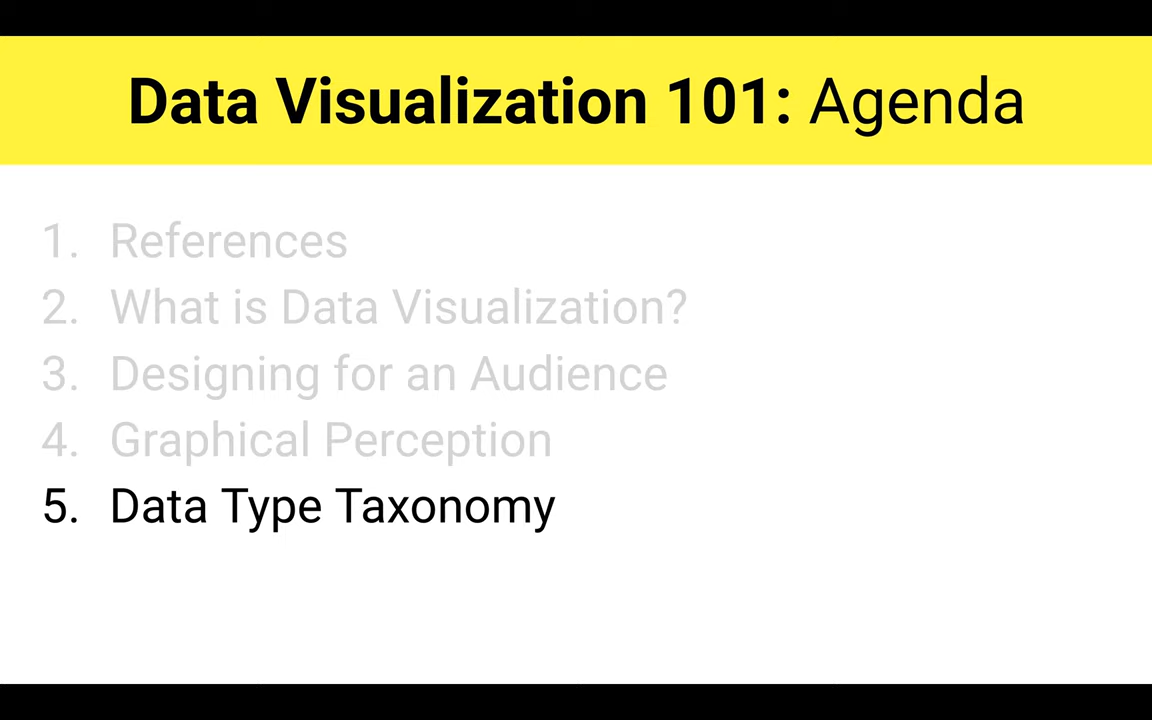 Data Visualization 101: Agenda
1. References
2. What is Data Visualization?
3. Designing for an Audience
4. Graphical Perception
5. Data Type Taxonomy